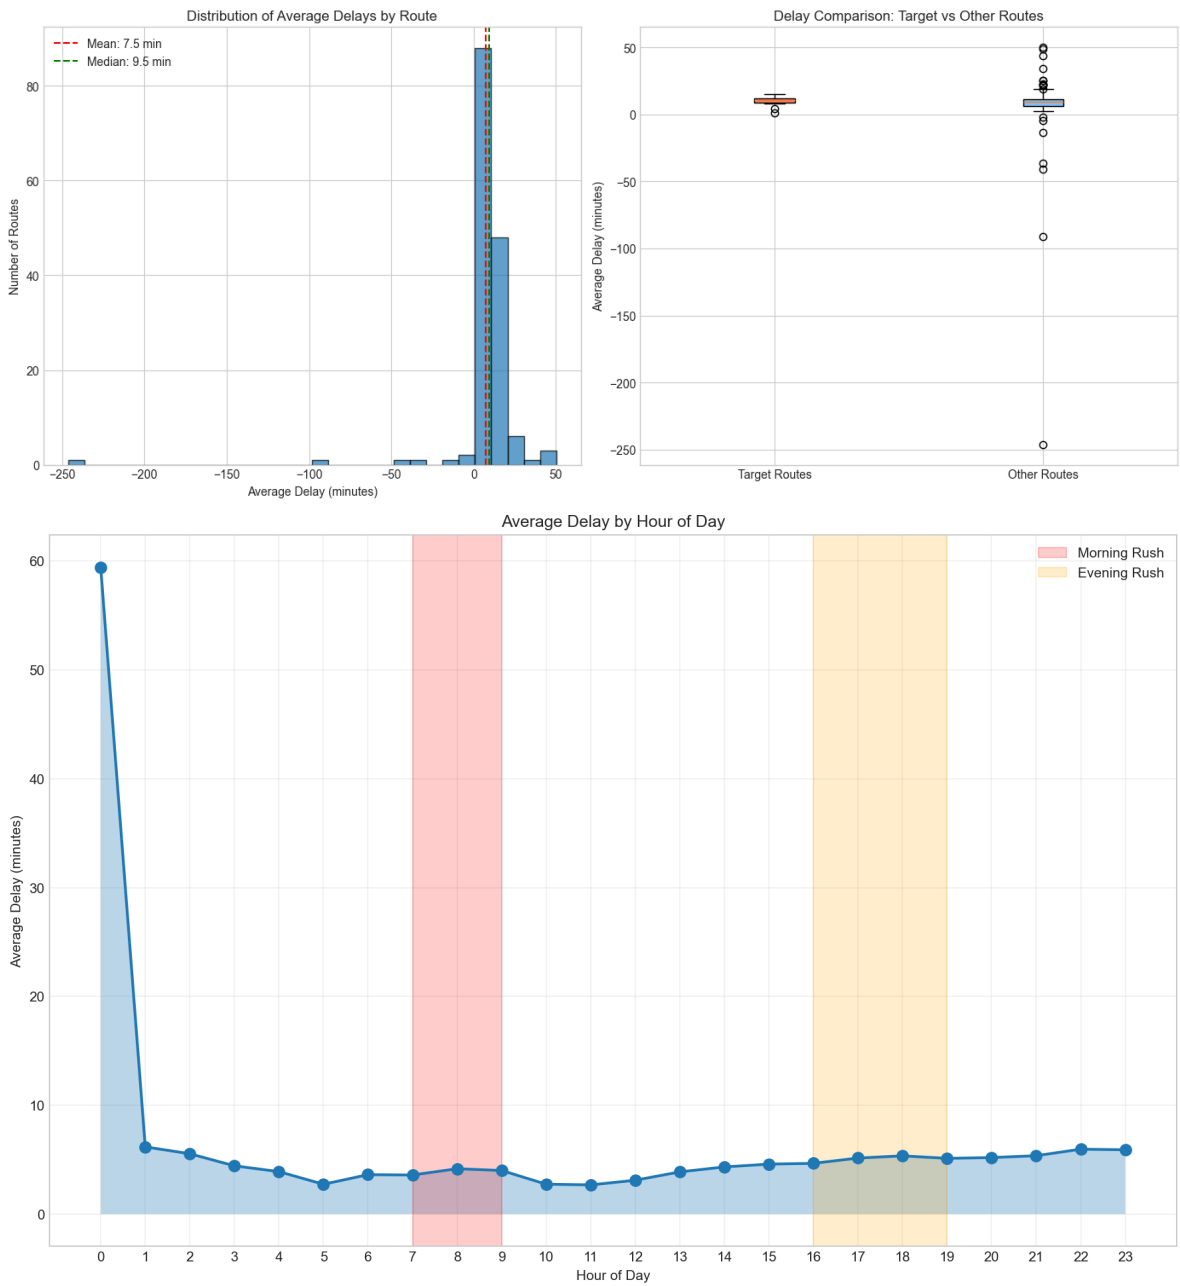 Distribution of Average Delays by Route
Mean: 7.5 min
Median: 9.5 min
Number of Routes
80
60
40
20
0
−250
−200
−150
−100
−50
0
50
Average Delay (minutes)
Delay Comparison: Target vs Other Routes
Average Delay (minutes)
50
0
−50
−100
−150
−200
−250
Target Routes
Other Routes
Average Delay by Hour of Day
Morning Rush
Evening Rush
Average Delay (minutes)
60
50
40
30
20
10
0
0 1 2 3 4 5 6 7 8 9 10 11 12 13 14 15 16 17 18 19 20 21 22 23
Hour of Day